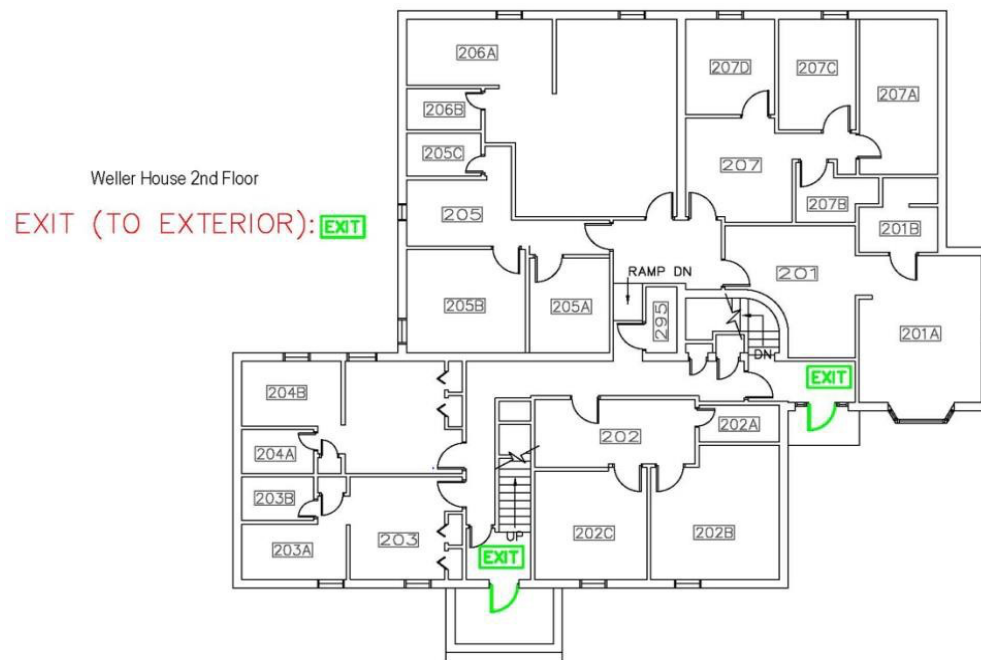 Weller House 2nd Floor
EXIT (TO EXTERIOR): EXIT
206A
207D
207C
207A
206B
205C
207
205
207B
201B
201
RAMP DN
205B
205A
295
201A
DN
EXIT
204B
202A
202
204A
203B
203
UP
202C
202B
203A
EXIT